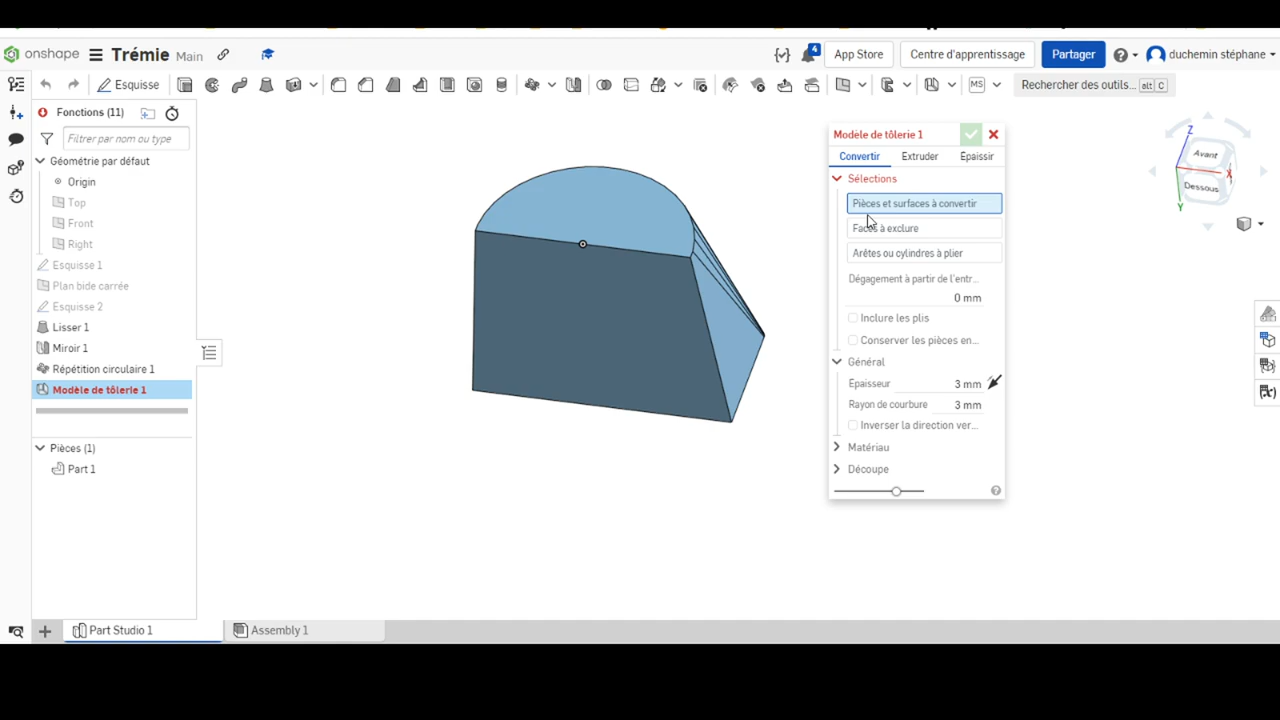 onshape Trémie Main 4 App Store Centre d'apprentissage Partager duchemin stéphane
Esquisse MS Rechercher des outils... alt C
Fonctions (11)
Filtrer par nom ou type
Géométrie par défaut
Origin
Top
Front
Right
Esquisse 1
Plan bide carrée
Esquisse 2
Lisser 1
Miroir 1
Répétition circulaire 1
Modèle de tôlerie 1
Pièces (1)
Part 1
Modèle de tôlerie 1
Convertir Extruder Epaissir
Sélections
Pièces et surfaces à convertir
Faces à exclure
Arêtes ou cylindres à plier
Dégagement à partir de l'entr...
0 mm
Inclure les plis
Conserver les pièces en...
Général
Epaisseur 3 mm
Rayon de courbure 3 mm
Inverser la direction ver...
Matériau
Découpe
Z
Avant
X
Dessous
Y
Part Studio 1 Assembly 1